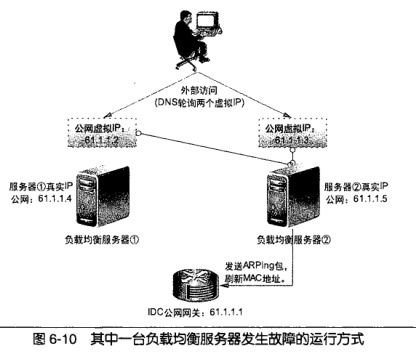 外部访问
(DNS轮询两个虚拟IP)
公网虚拟IP：
61.1.1.2
公网虚拟IP：
61.1.1.3
服务器①真实IP
公网：61.1.1.4
服务器②真实IP
公网：61.1.1.5
负载均衡服务器①
负载均衡服务器②
发送ARPing包，
刷新MAC地址。
IDC公网网关：61.1.1.1
图 6-10 其中一台负载均衡服务器发生故障的运行方式